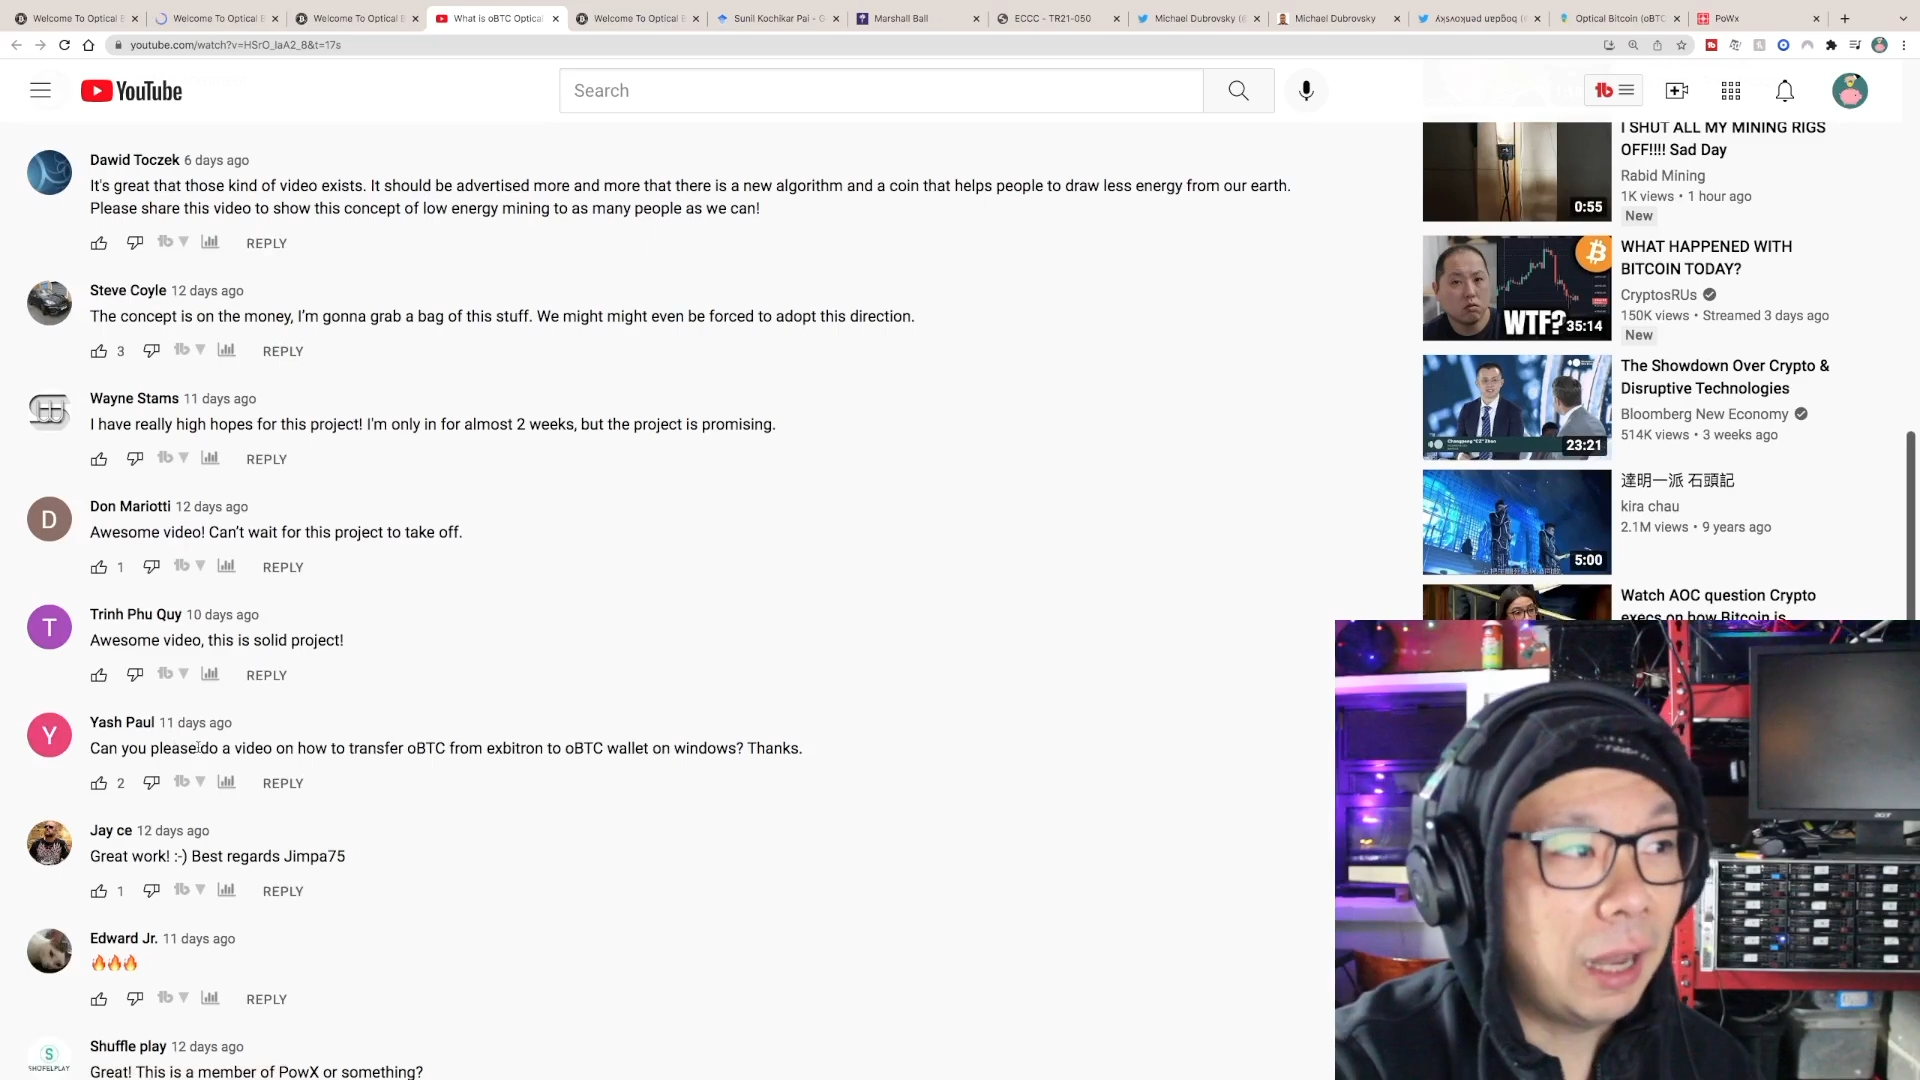 Welcome To Optical B
Welcome To Optical E
Welcome To Optical E
What is oBTC Optical
Welcome To Optical E
Sunil Kochikar Pai - G
Marshall Ball
ECCC - TR21-050
Michael Dubrovsky (
Michael Dubrovsky
Optical Bitcoin (oBTC
PoWx
youtube.com/watch?v=HSrO_IaA2_8&t=17s
YouTube
Search
Dawid Toczek 6 days ago
It's great that those kind of video exists. It should be advertised more and more that there is a new algorithm and a coin that helps people to draw less energy from our earth.
Please share this video to show this concept of low energy mining to as many people as we can!
REPLY
Steve Coyle 12 days ago
The concept is on the money, I'm gonna grab a bag of this stuff. We might might even be forced to adopt this direction.
3 REPLY
Wayne Stams 11 days ago
I have really high hopes for this project! I'm only in for almost 2 weeks, but the project is promising.
REPLY
D
Don Mariotti 12 days ago
Awesome video! Can't wait for this project to take off.
1 REPLY
T
Trinh Phu Quy 10 days ago
Awesome video, this is solid project!
REPLY
Y
Yash Paul 11 days ago
Can you please do a video on how to transfer oBTC from exbitron to oBTC wallet on windows? Thanks.
2 REPLY
Jay ce 12 days ago
Great work! :-) Best regards Jimpa75
1 REPLY
Edward Jr. 11 days ago
🔥🔥🔥
REPLY
S
SHOFELPLAY
Shuffle play 12 days ago
Great! This is a member of PowX or something?
I SHUT ALL MY MINING RIGS
OFF!!!! Sad Day
Rabid Mining
1K views • 1 hour ago
New
0:55
WHAT HAPPENED WITH
BITCOIN TODAY?
CryptosRUs
150K views • Streamed 3 days ago
New
WTF?
35:14
The Showdown Over Crypto &
Disruptive Technologies
Bloomberg New Economy
514K views • 3 weeks ago
23:21
達明一派 石頭記
kira chau
2.1M views • 9 years ago
5:00
Watch AOC question Crypto
execs on how Bitcoin is
acer